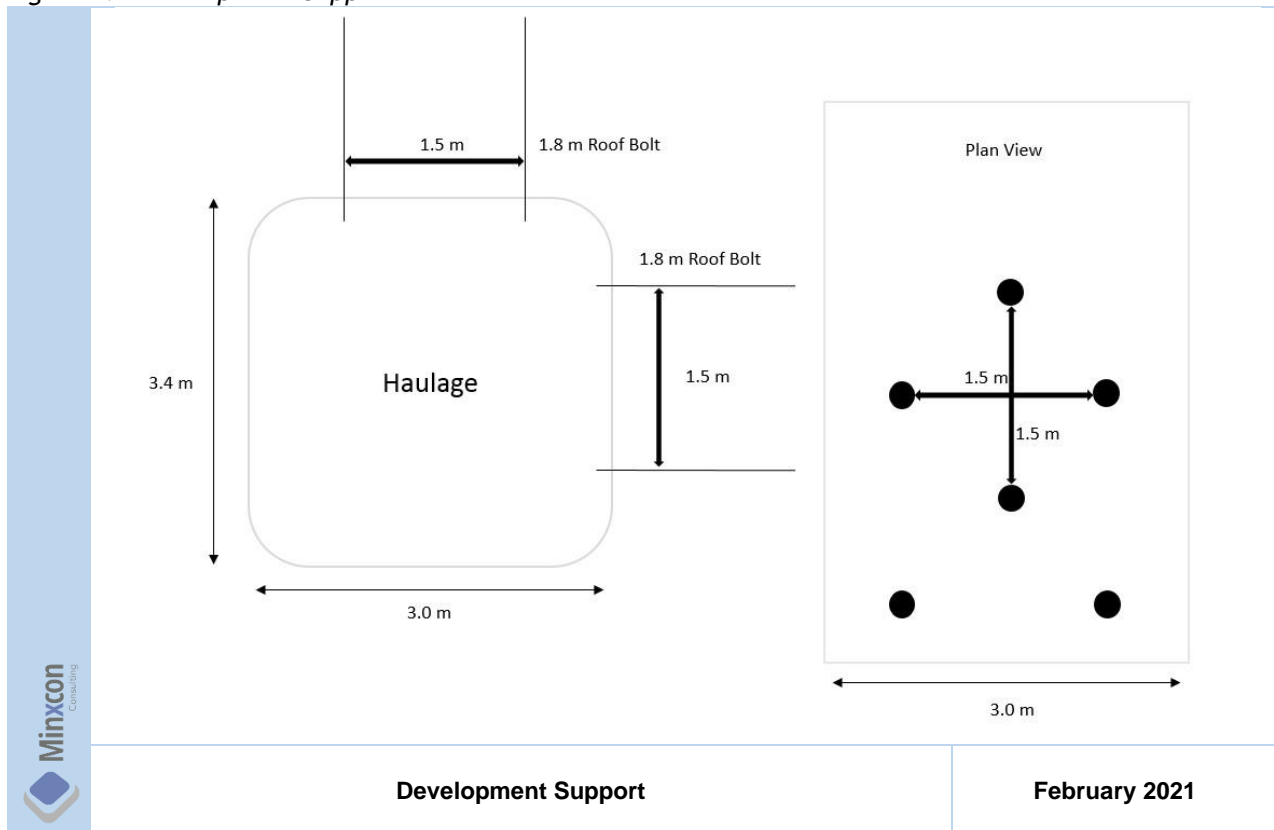 1.5 m 1.8 m Roof Bolt
Plan View
1.8 m Roof Bolt
3.4 m
Haulage
1.5 m
1.5 m
1.5 m
3.0 m
3.0 m
Minxcon
Consulting
Development Support
February 2021